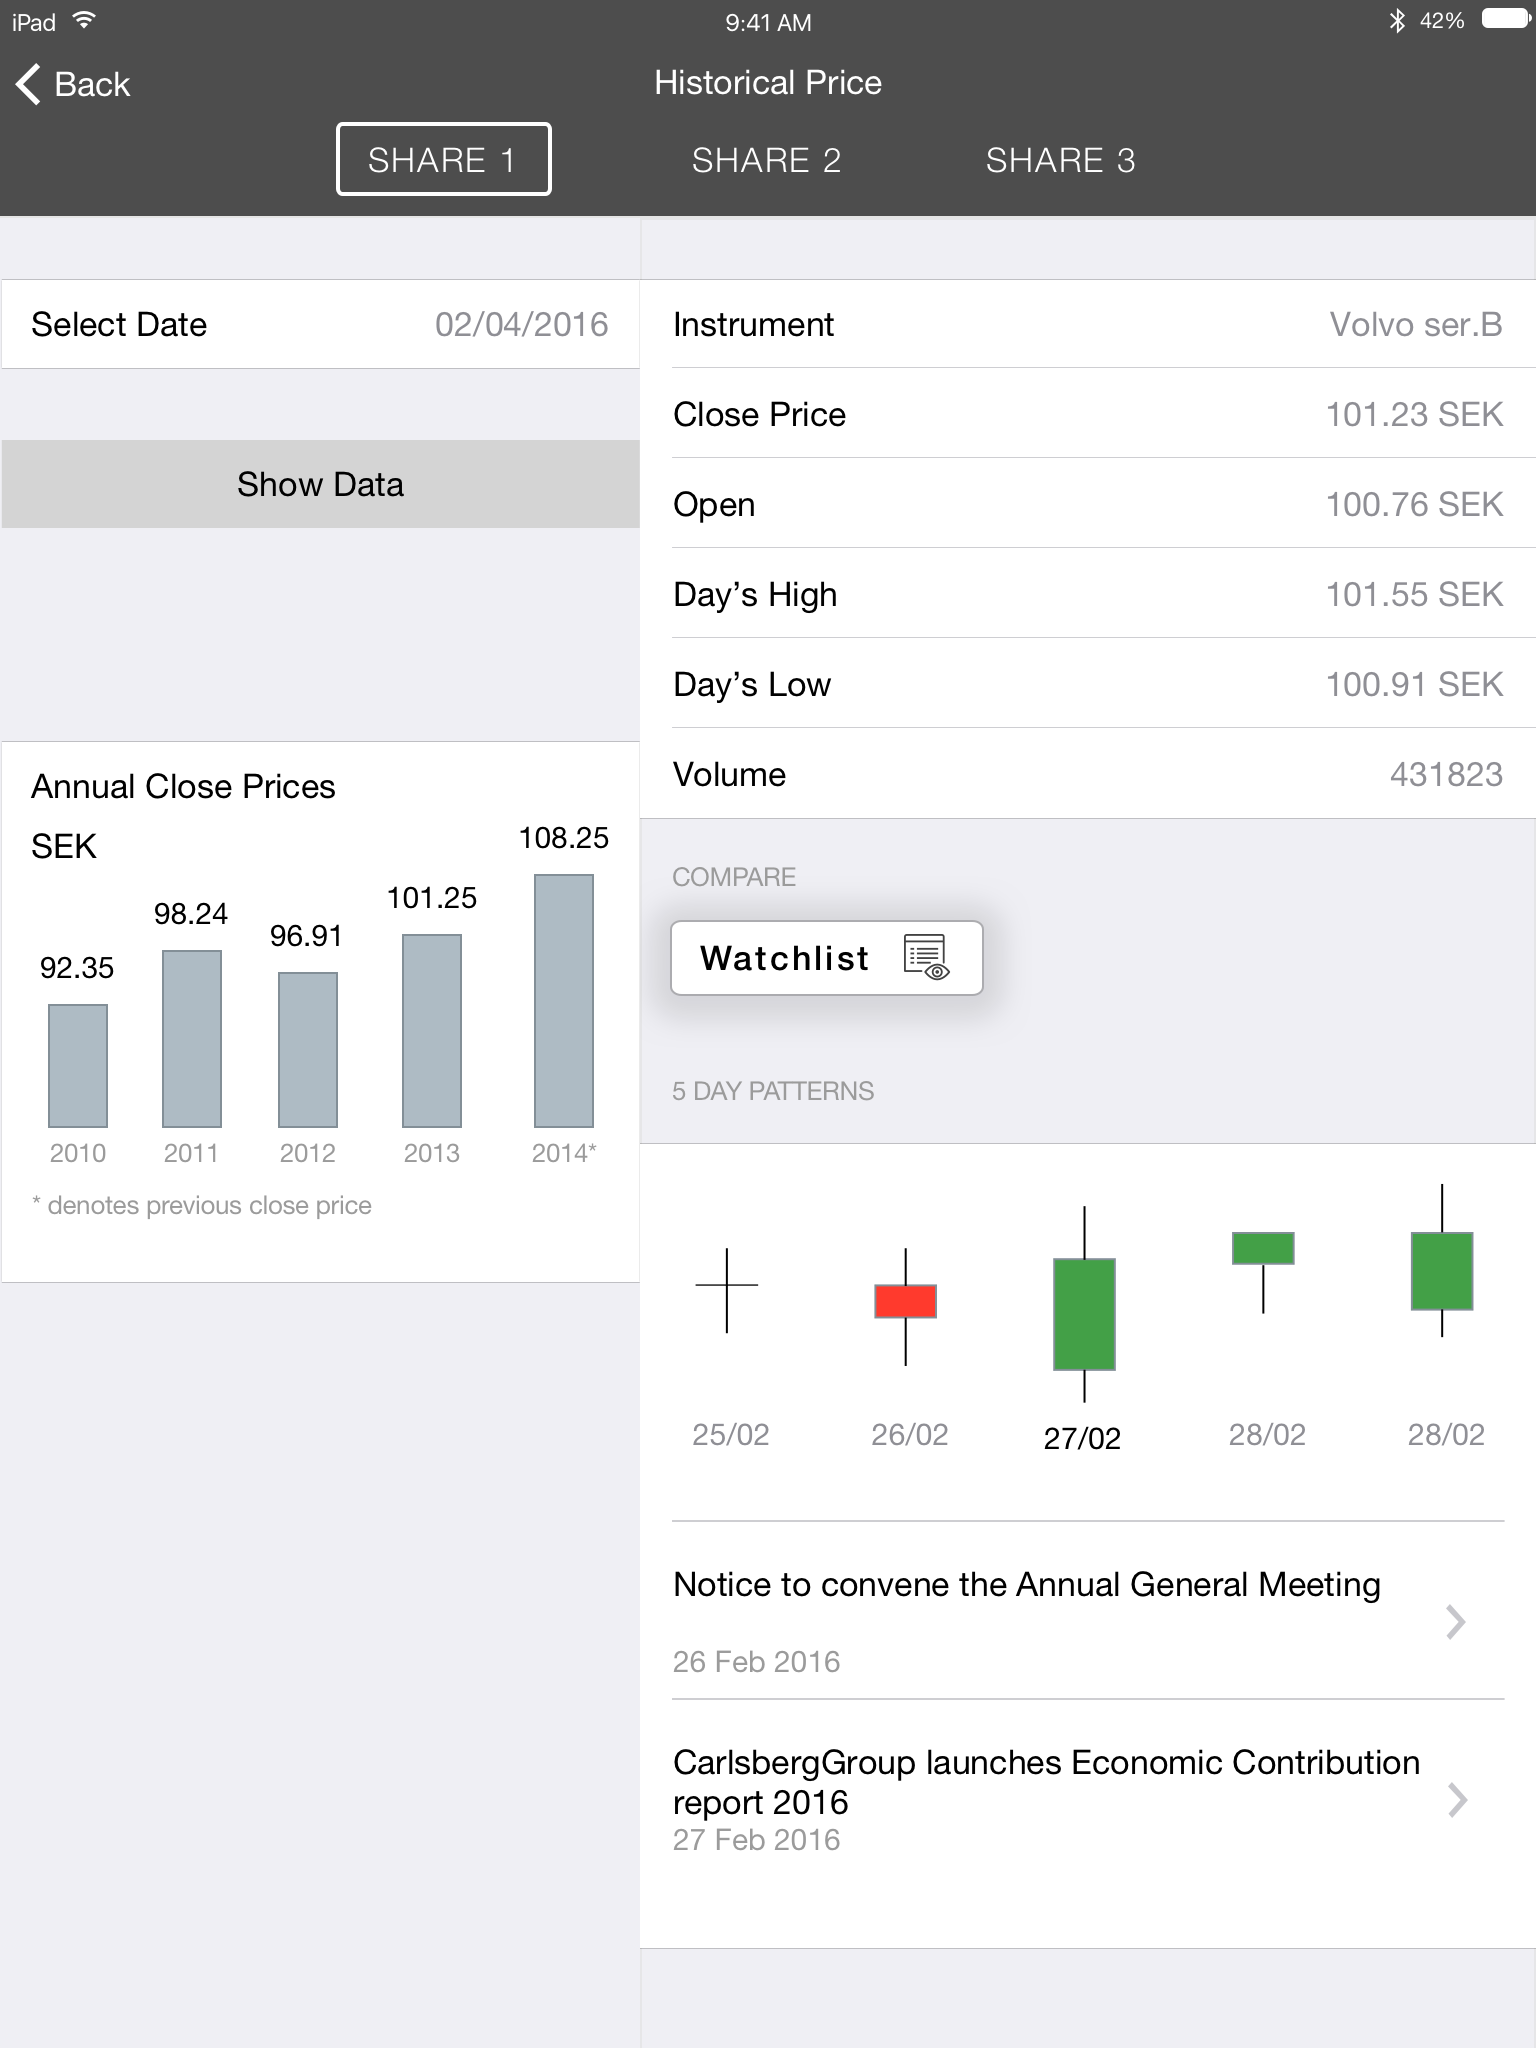 iPad
9:41 AM
42%
Back
Historical Price
SHARE 1
SHARE 2
SHARE 3
Select Date
02/04/2016
Show Data
Annual Close Prices
SEK
92.35
98.24
96.91
101.25
108.25
2010
2011
2012
2013
2014*
* denotes previous close price
Instrument
Volvo ser.B
Close Price
101.23 SEK
Open
100.76 SEK
Day’s High
101.55 SEK
Day’s Low
100.91 SEK
Volume
431823
COMPARE
Watchlist
5 DAY PATTERNS
25/02
26/02
27/02
28/02
28/02
Notice to convene the Annual General Meeting
26 Feb 2016
CarlsbergGroup launches Economic Contribution
report 2016
27 Feb 2016